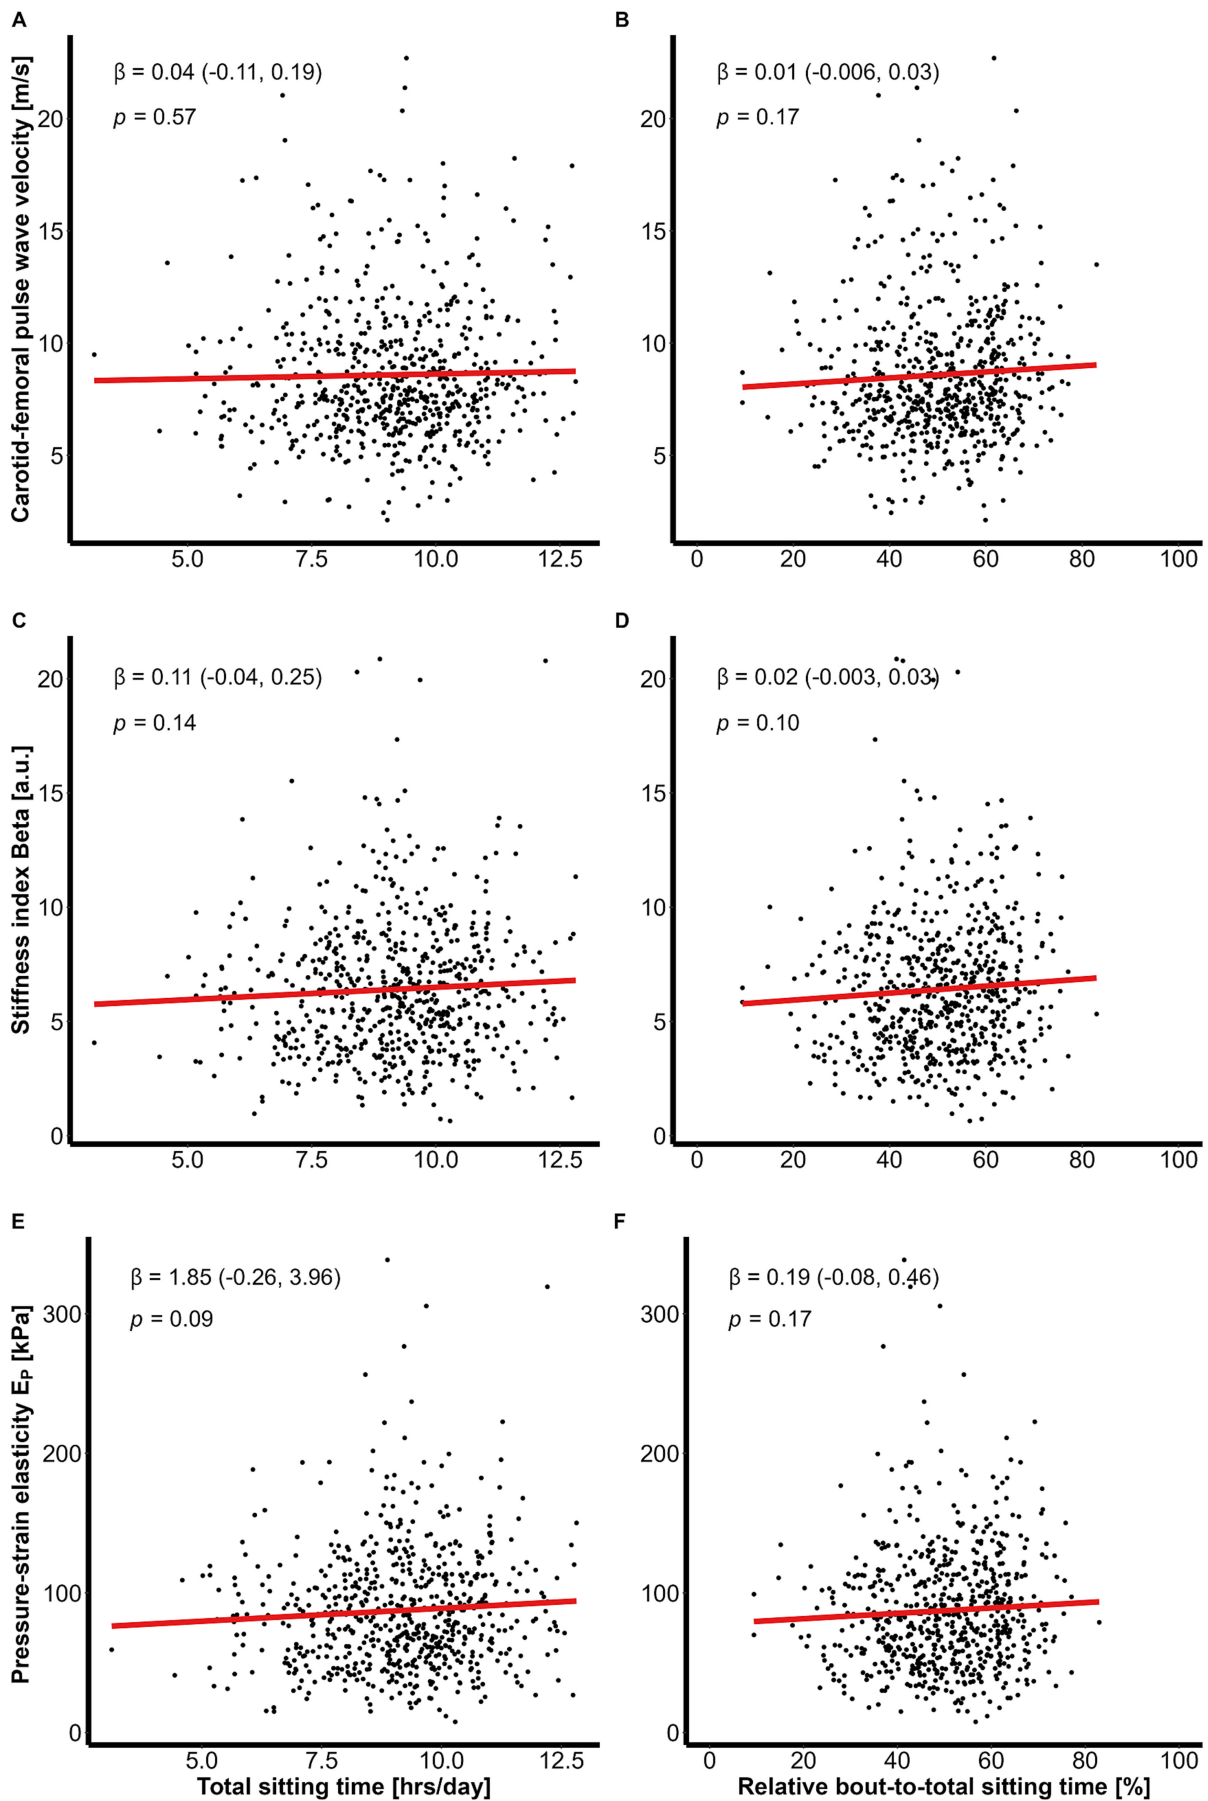 A
Carotid-femoral pulse wave velocity [m/s]
β = 0.04 (-0.11, 0.19)
p = 0.57
20
15
10
5
5.0 7.5 10.0 12.5
B
β = 0.01 (-0.006, 0.03)
p = 0.17
20
15
10
5
0 20 40 60 80 100
C
Stiffness index Beta [a.u.]
β = 0.11 (-0.04, 0.25)
p = 0.14
20
15
10
5
0
5.0 7.5 10.0 12.5
D
β = 0.02 (-0.003, 0.03)
p = 0.10
20
15
10
5
0
0 20 40 60 80 100
E
Pressure-strain elasticity EP [kPa]
β = 1.85 (-0.26, 3.96)
p = 0.09
300
200
100
0
5.0 7.5 10.0 12.5
Total sitting time [hrs/day]
F
β = 0.19 (-0.08, 0.46)
p = 0.17
300
200
100
0
0 20 40 60 80 100
Relative bout-to-total sitting time [%]